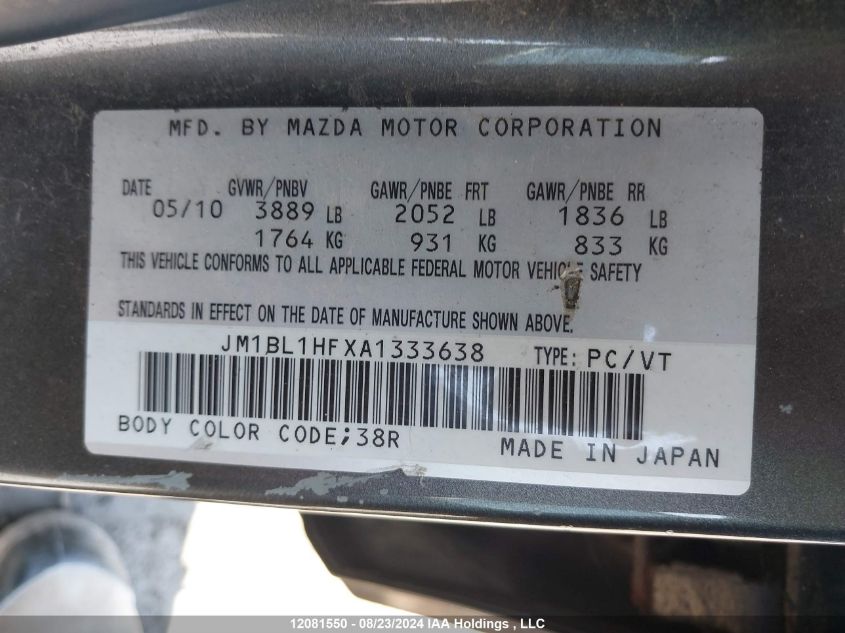 MFD. BY MAZDA MOTOR CORPORATION
DATE GVWR/PNBV GAWR/PNBE FRT GAWR/PNBE RR
05/10 3889 LB 2052 LB 1836 LB
1764 KG 931 KG 833 KG
THIS VEHICLE CONFORMS TO ALL APPLICABLE FEDERAL MOTOR VEHICLE SAFETY
STANDARDS IN EFFECT ON THE DATE OF MANUFACTURE SHOWN ABOVE.
JM1BL1HFXA1333638 TYPE: PC/VT
BODY COLOR CODE;38R
MADE IN JAPAN
12081550 - 08/23/2024 IAA Holdings , LLC